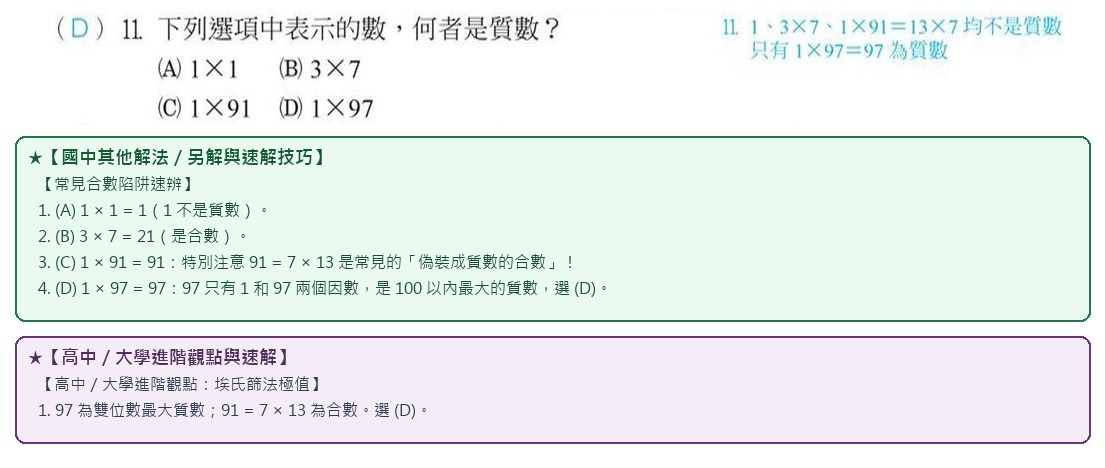 （D）11. 下列選項中表示的數，何者是質數？
(A) 1×1　(B) 3×7
(C) 1×91　(D) 1×97
11. 1、3×7、1×91＝13×7 均不是質數
只有 1×97＝97 為質數
★【國中其他解法 / 另解與速解技巧】
【常見合數陷阱速辨】
1. (A) 1 × 1 = 1（1 不是質數）。
2. (B) 3 × 7 = 21（是合數）。
3. (C) 1 × 91 = 91：特別注意 91 = 7 × 13 是常見的「偽裝成質數的合數」！
4. (D) 1 × 97 = 97：97 只有 1 和 97 兩個因數，是 100 以內最大的質數，選 (D)。
★【高中 / 大學進階觀點與速解】
【高中 / 大學進階觀點：埃氏篩法極值】
1. 97 為雙位數最大質數；91 = 7 × 13 為合數。選 (D)。